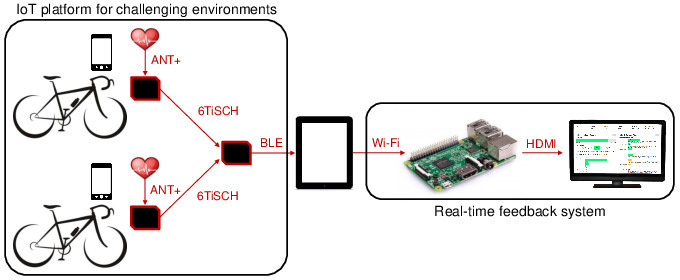 IoT platform for challenging environments
ANT+
6TiSCH
BLE
Wi-Fi
HDMI
ANT+
6TiSCH
Real-time feedback system